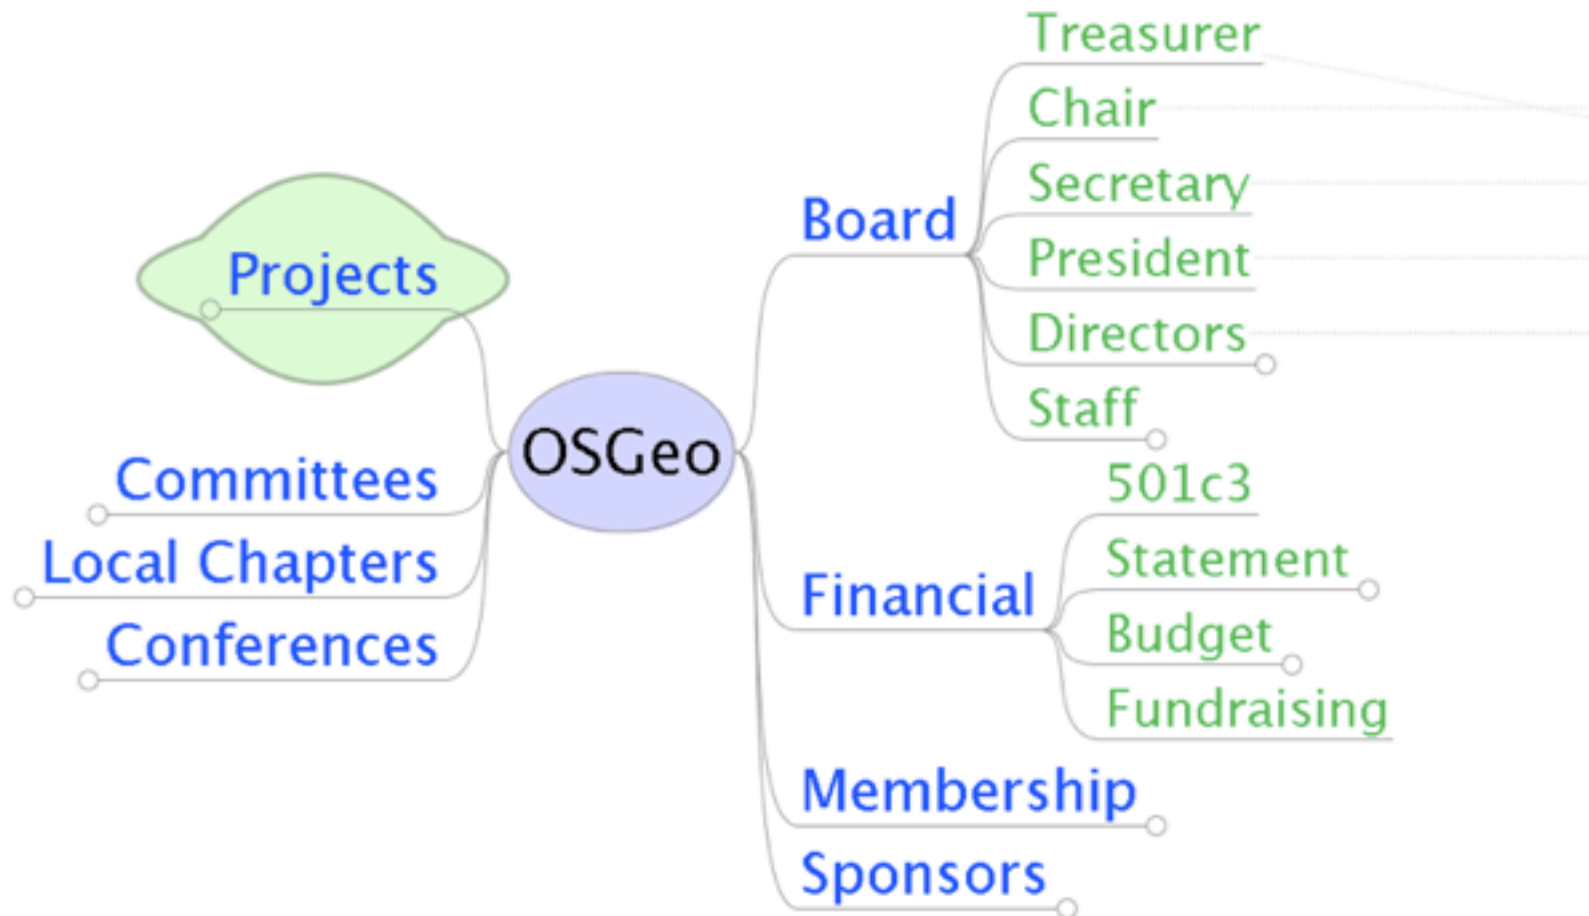 Treasurer
Chair
Secretary
Board
President
Projects
Directors
Staff
OSGeo
Committees
501c3
Local Chapters
Statement
Financial
Budget
Conferences
Fundraising
Membership
Sponsors